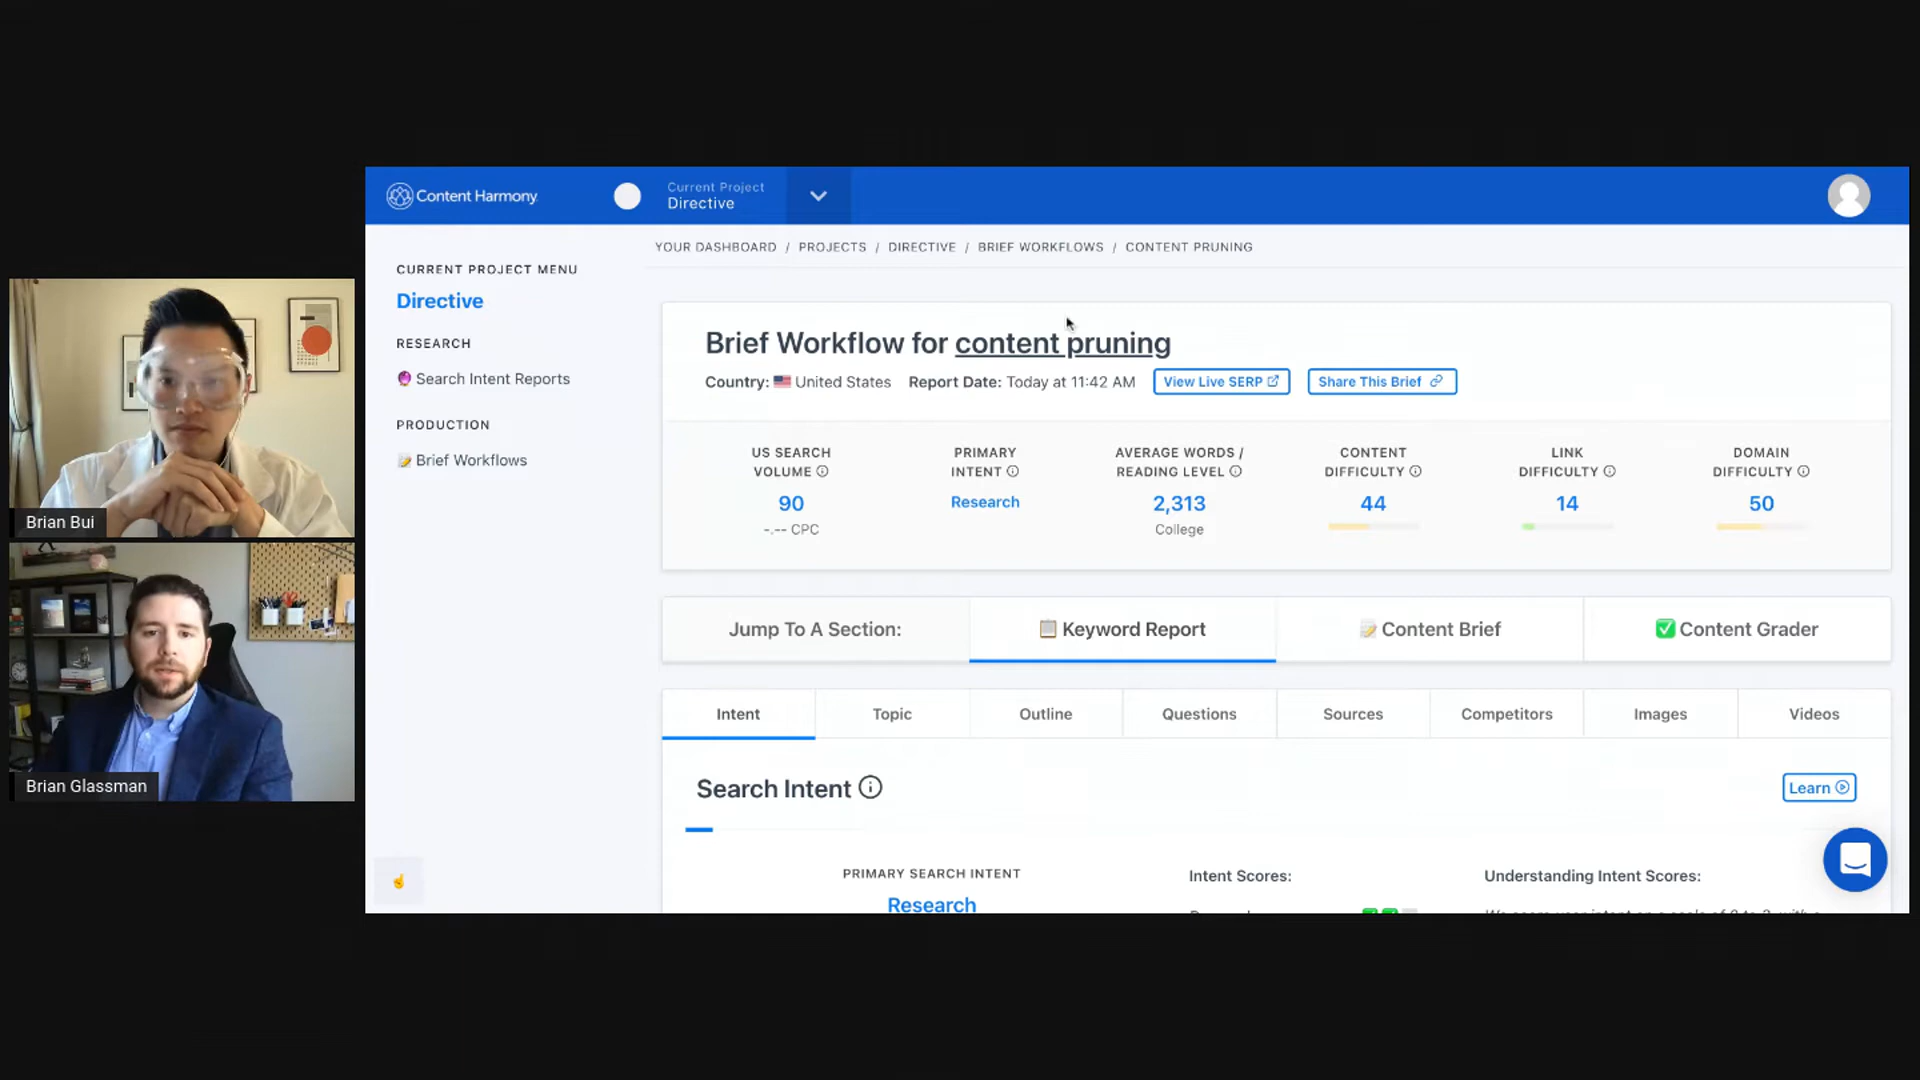 Content Harmony
Current Project
Directive
YOUR DASHBOARD / PROJECTS / DIRECTIVE / BRIEF WORKFLOWS / CONTENT PRUNING
CURRENT PROJECT MENU
Directive
RESEARCH
Search Intent Reports
PRODUCTION
Brief Workflows
Brian Bui
Brian Glassman
Brief Workflow for content pruning
Country: United States Report Date: Today at 11:42 AM View Live SERP Share This Brief
US SEARCH VOLUME
90
-.-- CPC
PRIMARY INTENT
Research
AVERAGE WORDS / READING LEVEL
2,313
College
CONTENT DIFFICULTY
44
LINK DIFFICULTY
14
DOMAIN DIFFICULTY
50
Jump To A Section: Keyword Report Content Brief Content Grader
Intent Topic Outline Questions Sources Competitors Images Videos
Search Intent
Learn
PRIMARY SEARCH INTENT
Research
Intent Scores:
Understanding Intent Scores: